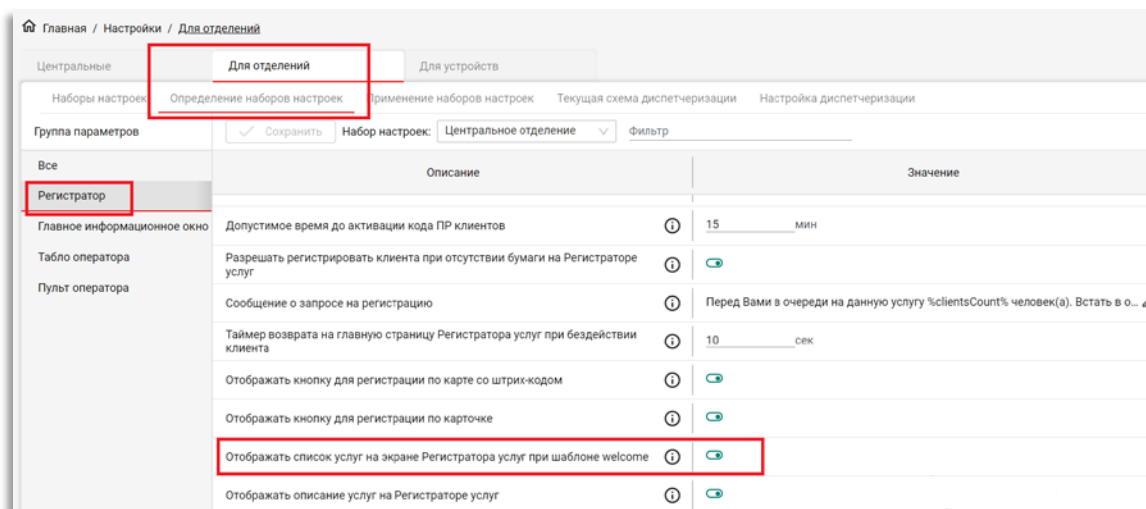 Главная / Настройки / Для отделений
Центральные Для отделений Для устройств
Наборы настроек Определение наборов настроек Применение наборов настроек Текущая схема диспетчеризации Настройка диспетчеризации
Группа параметров Сохранить Набор настроек: Центральное отделение Фильтр
Все
Описание Значение
Регистратор
Главное информационное окно
Табло оператора
Пульт оператора
Допустимое время до активации кода ПР клиентов 15 мин
Разрешать регистрировать клиента при отсутствии бумаги на Регистраторе
услуг
Сообщение о запросе на регистрацию Перед Вами в очереди на данную услугу %clientsCount% человек(а). Встать в о...
Таймер возврата на главную страницу Регистратора услуг при бездействии
клиента 10 сек
Отображать кнопку для регистрации по карте со штрих-кодом
Отображать кнопку для регистрации по карточке
Отображать список услуг на экране Регистратора услуг при шаблоне welcome
Отображать описание услуг на Регистраторе услуг